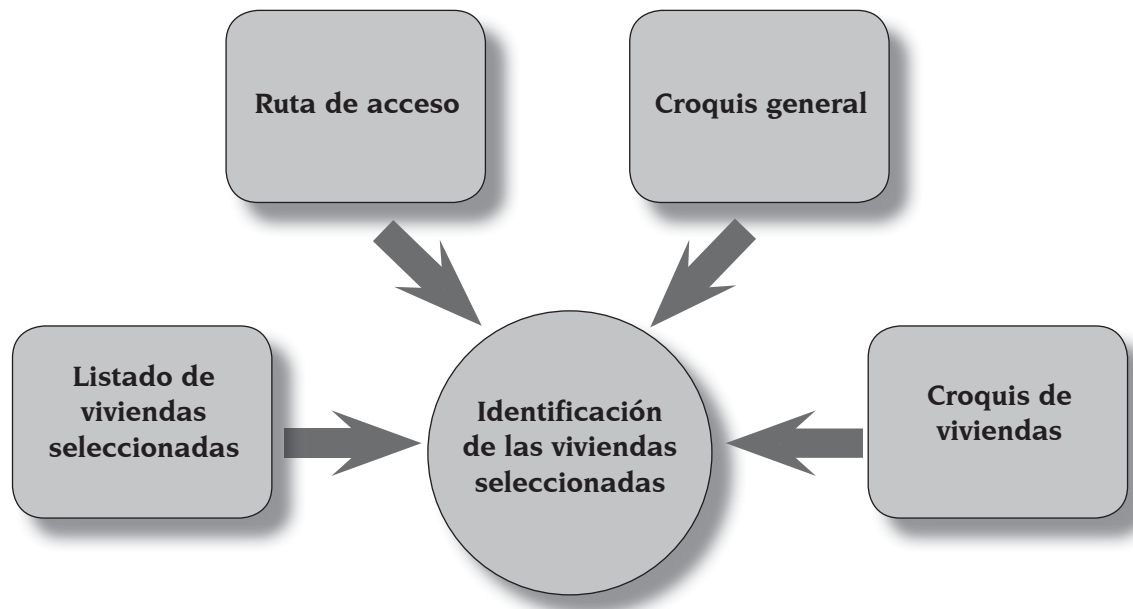 Ruta de acceso
Croquis general
Listado de
viviendas
seleccionadas
Identificación
de las viviendas
seleccionadas
Croquis de
viviendas